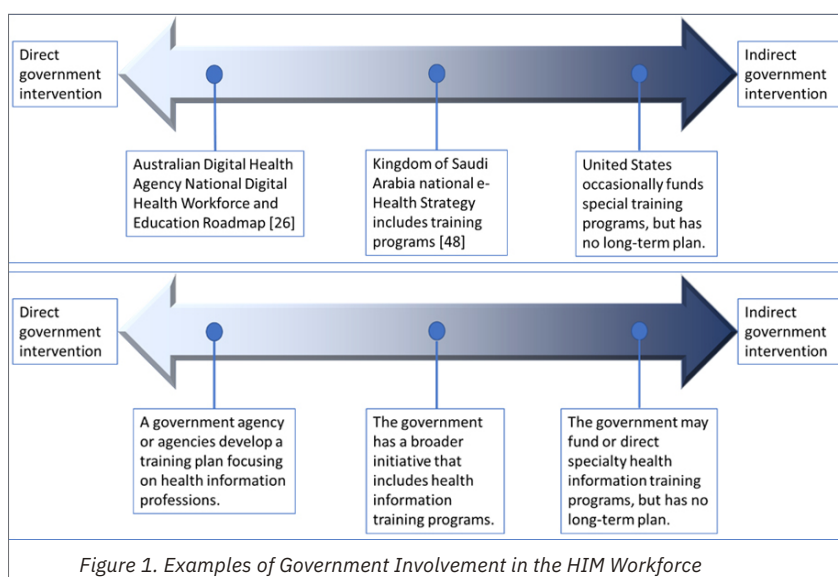 Direct
government
intervention
Indirect
government
intervention
Australian Digital Health
Agency National Digital
Health Workforce and
Education Roadmap [26]
Kingdom of Saudi
Arabia national e-
Health Strategy
includes training
programs [48]
United States
occasionally funds
special training
programs, but has
no long-term plan.
Direct
government
intervention
Indirect
government
intervention
A government agency
or agencies develop a
training plan focusing
on health information
professions.
The government
has a broader
initiative that
includes health
information
training programs.
The government may
fund or direct
specialty health
information training
programs, but has no
long-term plan.
Figure 1. Examples of Government Involvement in the HIM Workforce